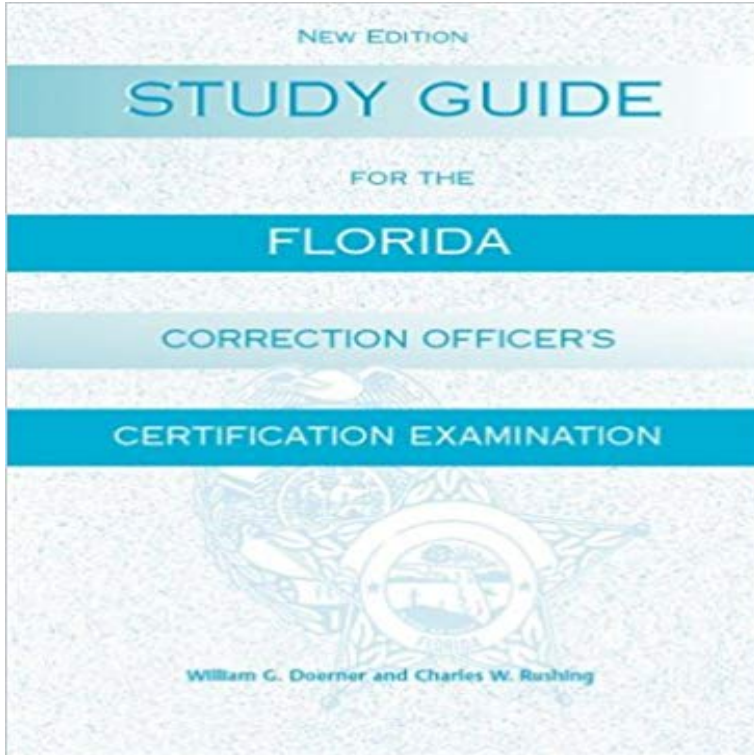 NEW EDITION
STUDY GUIDE
FOR THE
FLORIDA
CORRECTION OFFICER'S
CERTIFICATION EXAMINATION
William G. Doerner and Charles W. Rushing